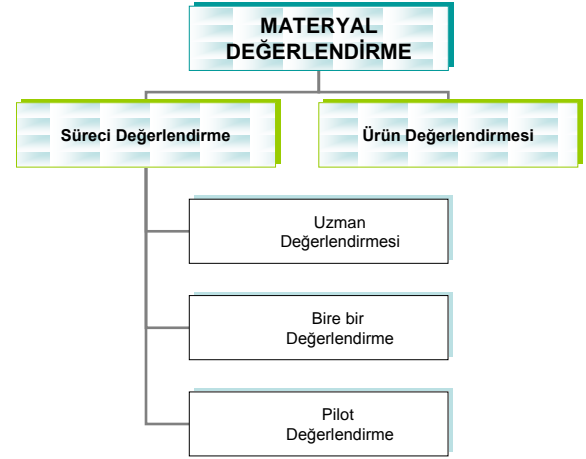 MATERYAL
DEĞERLENDİRME
Süreci Değerlendirme
Ürün Değerlendirmesi
Uzman
Değerlendirmesi
Bire bir
Değerlendirme
Pilot
Değerlendirme